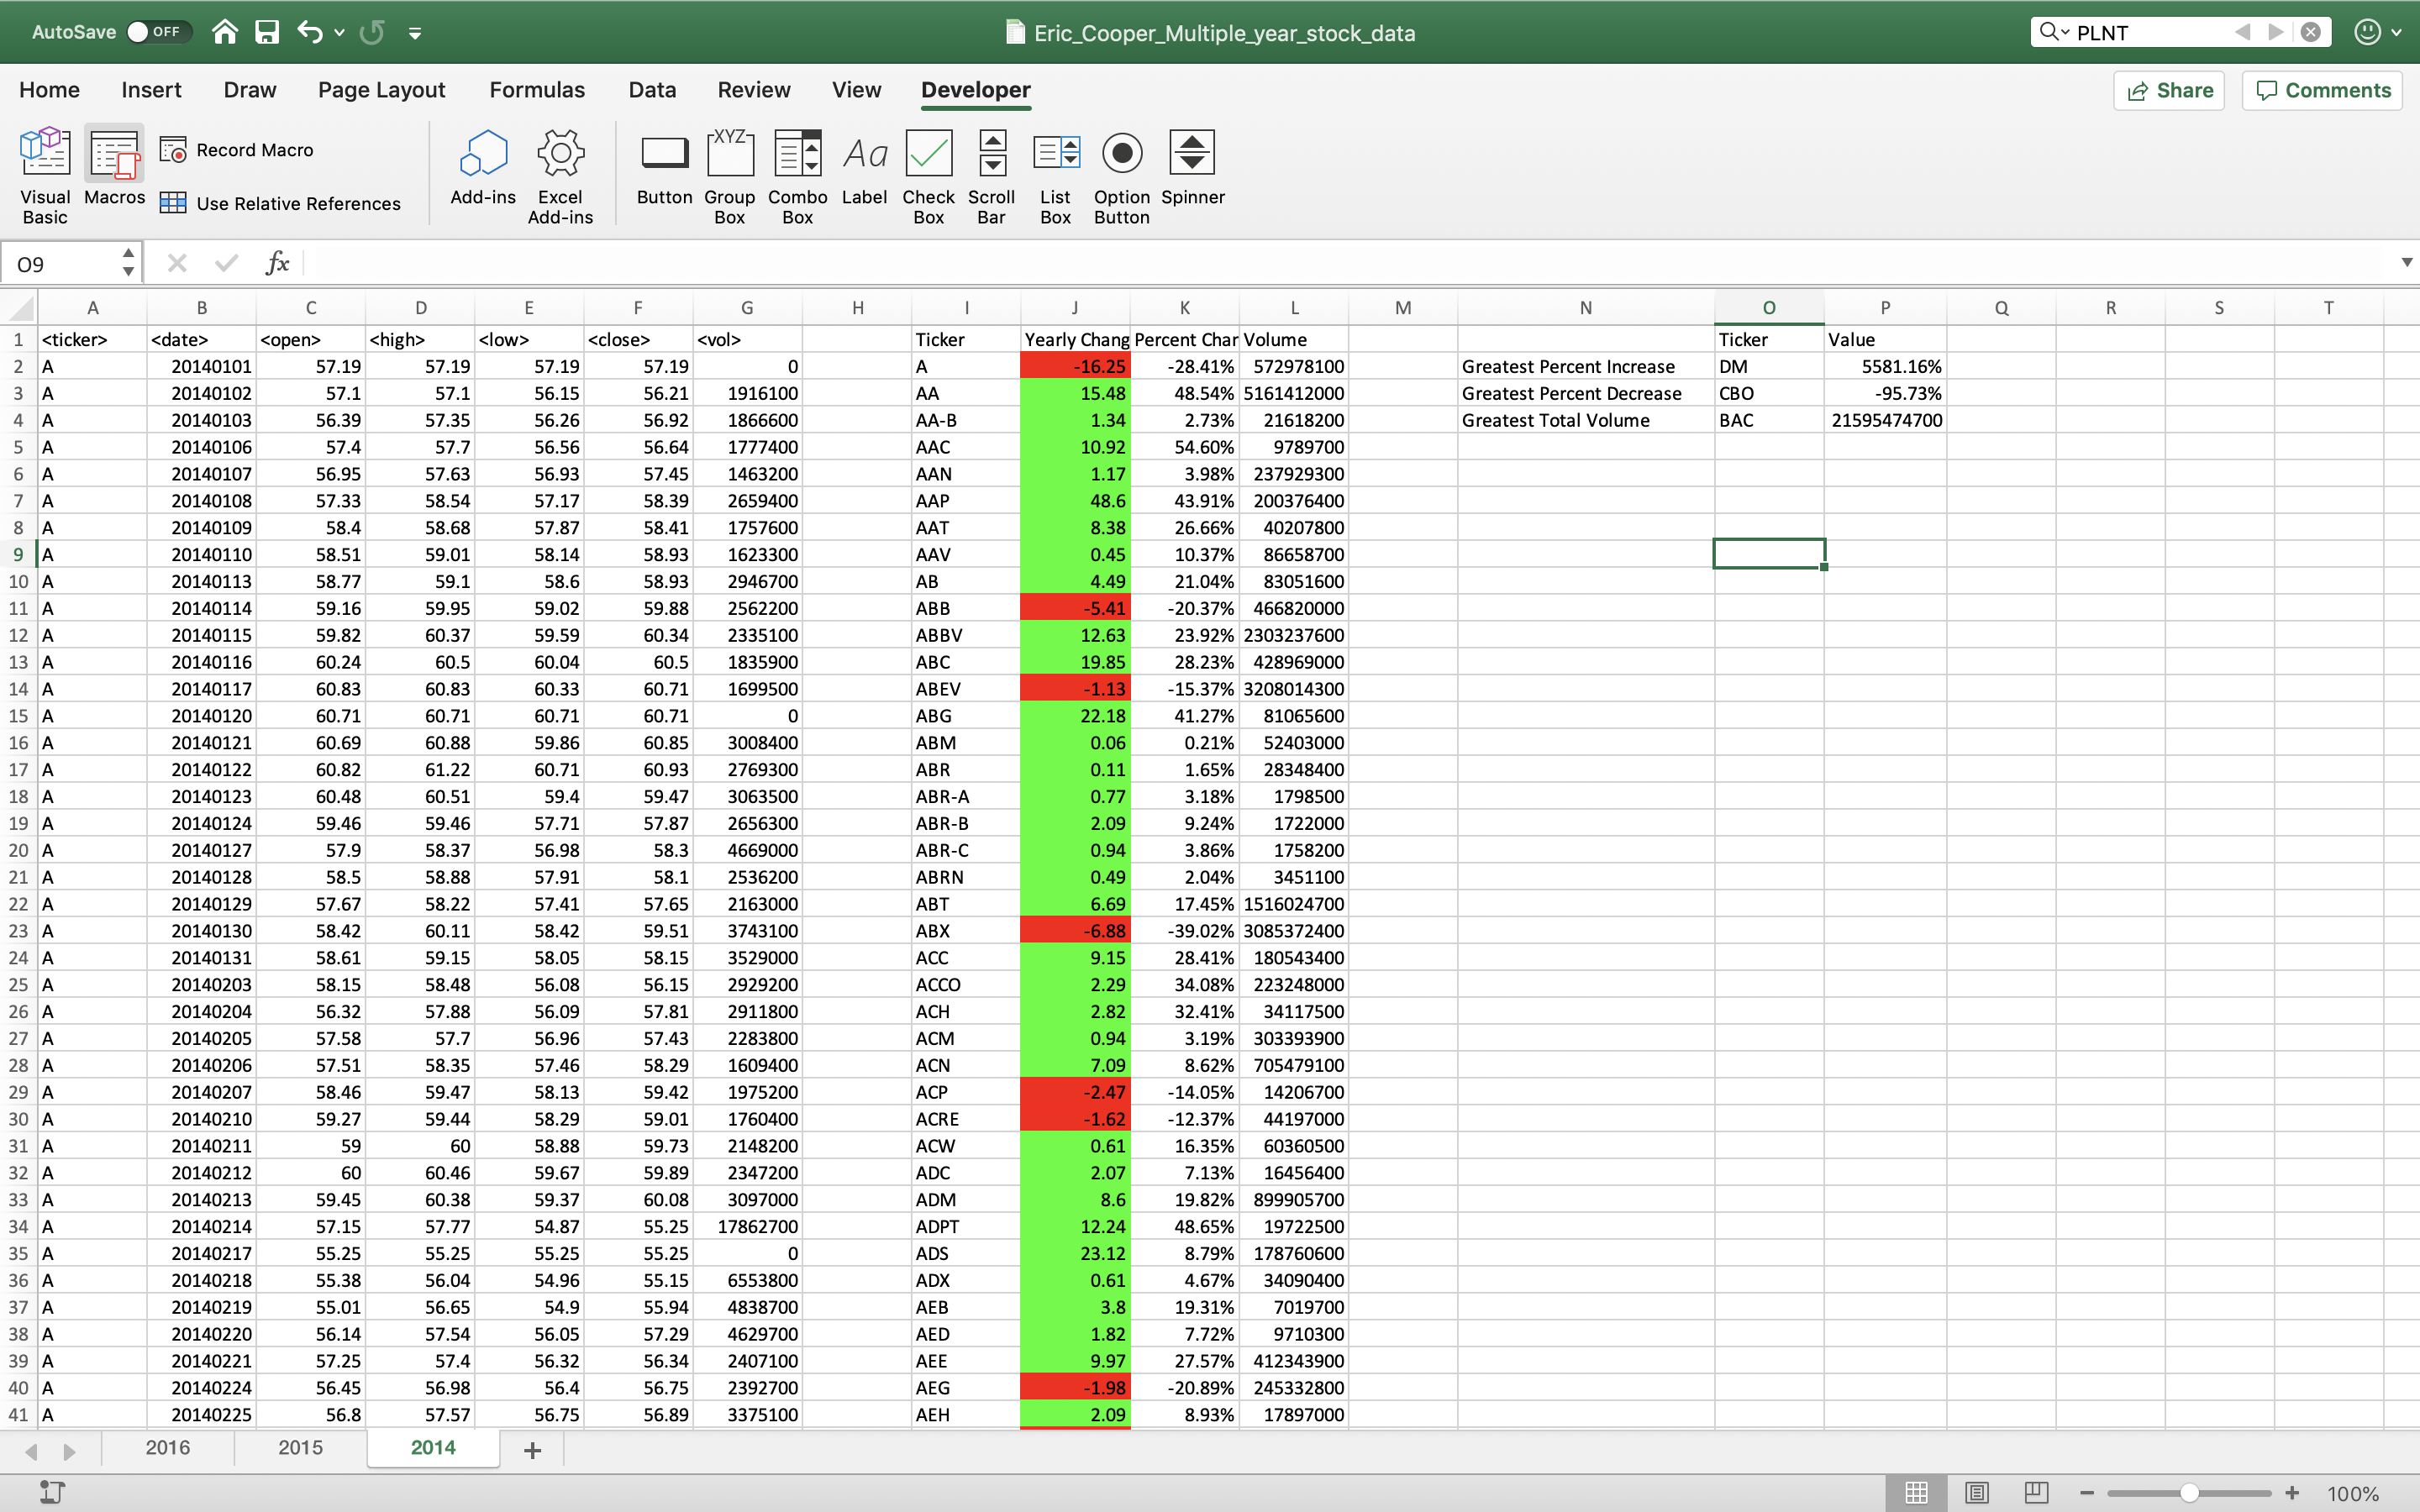 AutoSave OFF Eric_Cooper_Multiple_year_stock_data PLNT
Home Insert Draw Page Layout Formulas Data Review View Developer Share Comments
Visual Basic Macros Record Macro Use Relative References Add-ins Excel Add-ins Button Group Box Combo Box Label Check Box Scroll Bar List Box Option Button Spinner
XYZ Aa
O9 fx
A B C D E F G H I J K L M N O P Q R S T
1 <ticker> <date> <open> <high> <low> <close> <vol> Ticker Yearly Chang Percent Char Volume Ticker Value
2 A 20140101 57.19 57.19 57.19 57.19 0 A -16.25 -28.41% 572978100 Greatest Percent Increase DM 5581.16%
3 A 20140102 57.1 57.1 56.15 56.21 1916100 AA 15.48 48.54% 5161412000 Greatest Percent Decrease CBO -95.73%
4 A 20140103 56.39 57.35 56.26 56.92 1866600 AA-B 1.34 2.73% 21618200 Greatest Total Volume BAC 21595474700
5 A 20140106 57.4 57.7 56.56 56.64 1777400 AAC 10.92 54.60% 9789700
6 A 20140107 56.95 57.63 56.93 57.45 1463200 AAN 1.17 3.98% 237929300
7 A 20140108 57.33 58.54 57.17 58.39 2659400 AAP 48.6 43.91% 200376400
8 A 20140109 58.4 58.68 57.87 58.41 1757600 AAT 8.38 26.66% 40207800
9 A 20140110 58.51 59.01 58.14 58.93 1623300 AAV 0.45 10.37% 86658700
10 A 20140113 58.77 59.1 58.6 58.93 2946700 AB 4.49 21.04% 83051600
11 A 20140114 59.16 59.95 59.02 59.88 2562200 ABB -5.41 -20.37% 466820000
12 A 20140115 59.82 60.37 59.59 60.34 2335100 ABBV 12.63 23.92% 2303237600
13 A 20140116 60.24 60.5 60.04 60.5 1835900 ABC 19.85 28.23% 428969000
14 A 20140117 60.83 60.83 60.33 60.71 1699500 ABEV -1.13 -15.37% 3208014300
15 A 20140120 60.71 60.71 60.71 60.71 0 ABG 22.18 41.27% 81065600
16 A 20140121 60.69 60.88 59.86 60.85 3008400 ABM 0.06 0.21% 52403000
17 A 20140122 60.82 61.22 60.71 60.93 2769300 ABR 0.11 1.65% 28348400
18 A 20140123 60.48 60.51 59.4 59.47 3063500 ABR-A 0.77 3.18% 1798500
19 A 20140124 59.46 59.46 57.71 57.87 2656300 ABR-B 2.09 9.24% 1722000
20 A 20140127 57.9 58.37 56.98 58.3 4669000 ABR-C 0.94 3.86% 1758200
21 A 20140128 58.5 58.88 57.91 58.1 2536200 ABRN 0.49 2.04% 3451100
22 A 20140129 57.67 58.22 57.41 57.65 2163000 ABT 6.69 17.45% 1516024700
23 A 20140130 58.42 60.11 58.42 59.51 3743100 ABX -6.88 -39.02% 3085372400
24 A 20140131 58.61 59.15 58.05 58.15 3529000 ACC 9.15 28.41% 180543400
25 A 20140203 58.15 58.48 56.08 56.15 2929200 ACCO 2.29 34.08% 223248000
26 A 20140204 56.32 57.88 56.09 57.81 2911800 ACH 2.82 32.41% 34117500
27 A 20140205 57.58 57.7 56.96 57.43 2283800 ACM 0.94 3.19% 303393900
28 A 20140206 57.51 58.35 57.46 58.29 1609400 ACN 7.09 8.62% 705479100
29 A 20140207 58.46 59.47 58.13 59.42 1975200 ACP -2.47 -14.05% 14206700
30 A 20140210 59.27 59.44 58.29 59.01 1760400 ACRE -1.62 -12.37% 44197000
31 A 20140211 59 60 58.88 59.73 2148200 ACW 0.61 16.35% 60360500
32 A 20140212 60 60.46 59.67 59.89 2347200 ADC 2.07 7.13% 16456400
33 A 20140213 59.45 60.38 59.37 60.08 3097000 ADM 8.6 19.82% 899905700
34 A 20140214 57.15 57.77 54.87 55.25 17862700 ADPT 12.24 48.65% 19722500
35 A 20140217 55.25 55.25 55.25 55.25 0 ADS 23.12 8.79% 178760600
36 A 20140218 55.38 56.04 54.96 55.15 6553800 ADX 0.61 4.67% 34090400
37 A 20140219 55.01 56.65 54.9 55.94 4838700 AEB 3.8 19.31% 7019700
38 A 20140220 56.14 57.54 56.05 57.29 4629700 AED 1.82 7.72% 9710300
39 A 20140221 57.25 57.4 56.32 56.34 2407100 AEE 9.97 27.57% 412343900
40 A 20140224 56.45 56.98 56.4 56.75 2392700 AEG -1.98 -20.89% 245332800
41 A 20140225 56.8 57.57 56.75 56.89 3375100 AEH 2.09 8.93% 17897000
2016 2015 2014 +
100%